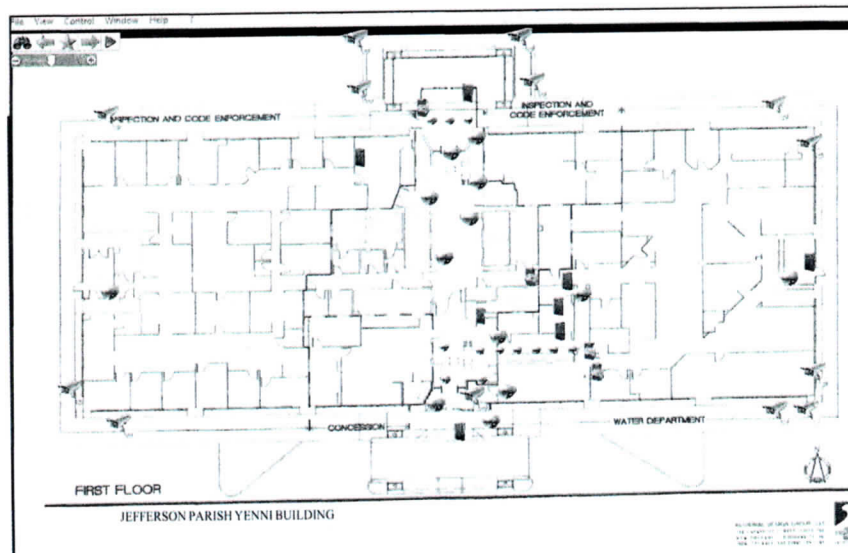 File View Control Window Help ?
INSPECTION AND CODE ENFORCEMENT
INSPECTION AND
CODE ENFORCEMENT
CONCESSION
WATER DEPARTMENT
FIRST FLOOR
JEFFERSON PARISH YENNI BUILDING